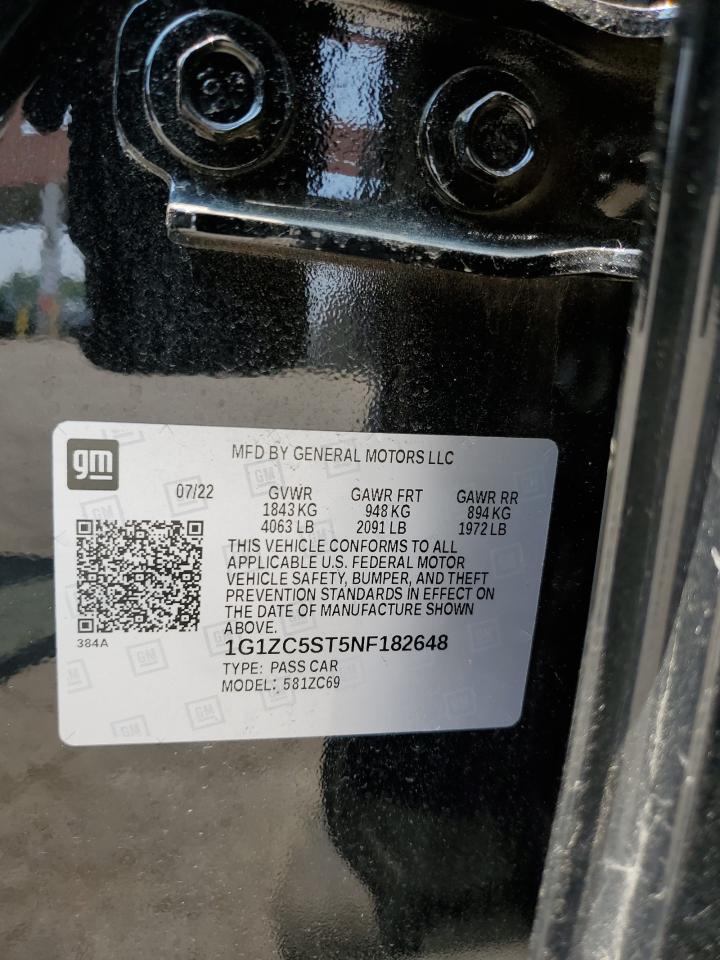 gm
MFD BY GENERAL MOTORS LLC
07/22 GVWR GAWR FRT GAWR RR
1843 KG 948 KG 894 KG
4063 LB 2091 LB 1972 LB
THIS VEHICLE CONFORMS TO ALL
APPLICABLE U.S. FEDERAL MOTOR
VEHICLE SAFETY, BUMPER, AND THEFT
PREVENTION STANDARDS IN EFFECT ON
THE DATE OF MANUFACTURE SHOWN
ABOVE.
384A
1G1ZC5ST5NF182648
TYPE: PASS CAR
MODEL: 581ZC69